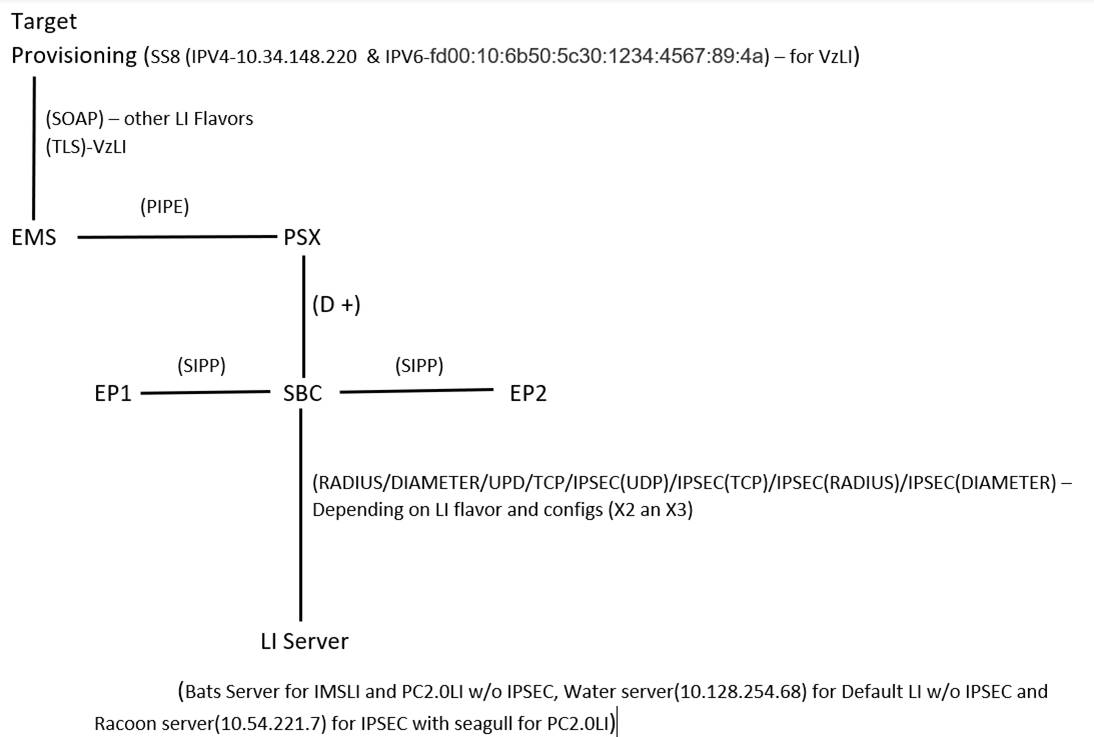 Target
Provisioning (SS8 (IPV4-10.34.148.220 & IPV6-fd00:10:6b50:5c30:1234:4567:89:4a) – for VzLI)
(SOAP) – other LI Flavors
(TLS)-VzLI
(PIPE)
EMS PSX
(D +)
(SIPP) (SIPP)
EP1 SBC EP2
(RADIUS/DIAMETER/UPD/TCP/IPSEC(UDP)/IPSEC(TCP)/IPSEC(RADIUS)/IPSEC(DIAMETER) –
Depending on LI flavor and configs (X2 an X3)
LI Server
(Bats Server for IMSLI and PC2.0LI w/o IPSEC, Water server(10.128.254.68) for Default LI w/o IPSEC and
Racoon server(10.54.221.7) for IPSEC with seagull for PC2.0LI)